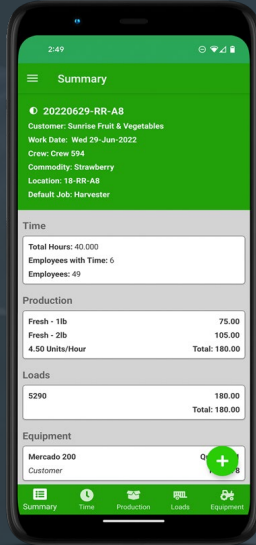 2:49
Summary
20220629-RR-A8
Customer: Sunrise Fruit & Vegetables
Work Date: Wed 29-Jun-2022
Crew: Crew 594
Commodity: Strawberry
Location: 18-RR-A8
Default Job: Harvester
Time
Total Hours: 40.000
Employees with Time: 6
Employees: 49
Production
Fresh - 1lb 75.00
Fresh - 2lb 105.00
4.50 Units/Hour Total: 180.00
Loads
5290 180.00
Total: 180.00
Equipment
Mercado 200
Customer 8
Summary Time Production Loads Equipment